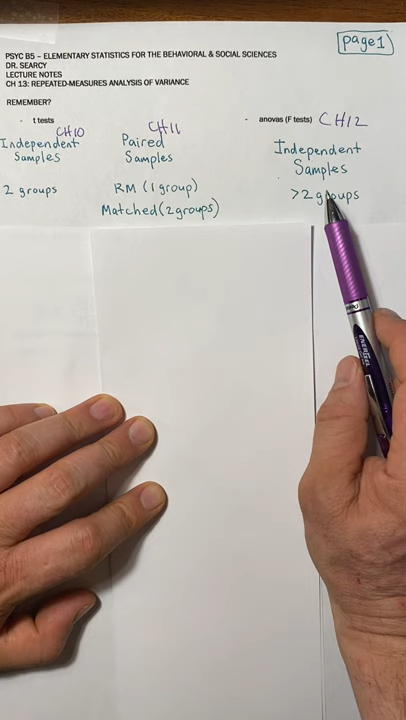 page 1
PSYC B5 – ELEMENTARY STATISTICS FOR THE BEHAVIORAL & SOCIAL SCIENCES
DR. SEARCY
LECTURE NOTES
CH 13: REPEATED-MEASURES ANALYSIS OF VARIANCE
REMEMBER?
- t tests
CH10
Independent
Samples
2 groups
CH11
Paired
Samples
RM (1 group)
Matched (2 groups)
- anovas (F tests) CH12
Independent
Samples
>2 groups
ENERGEL
Pentel